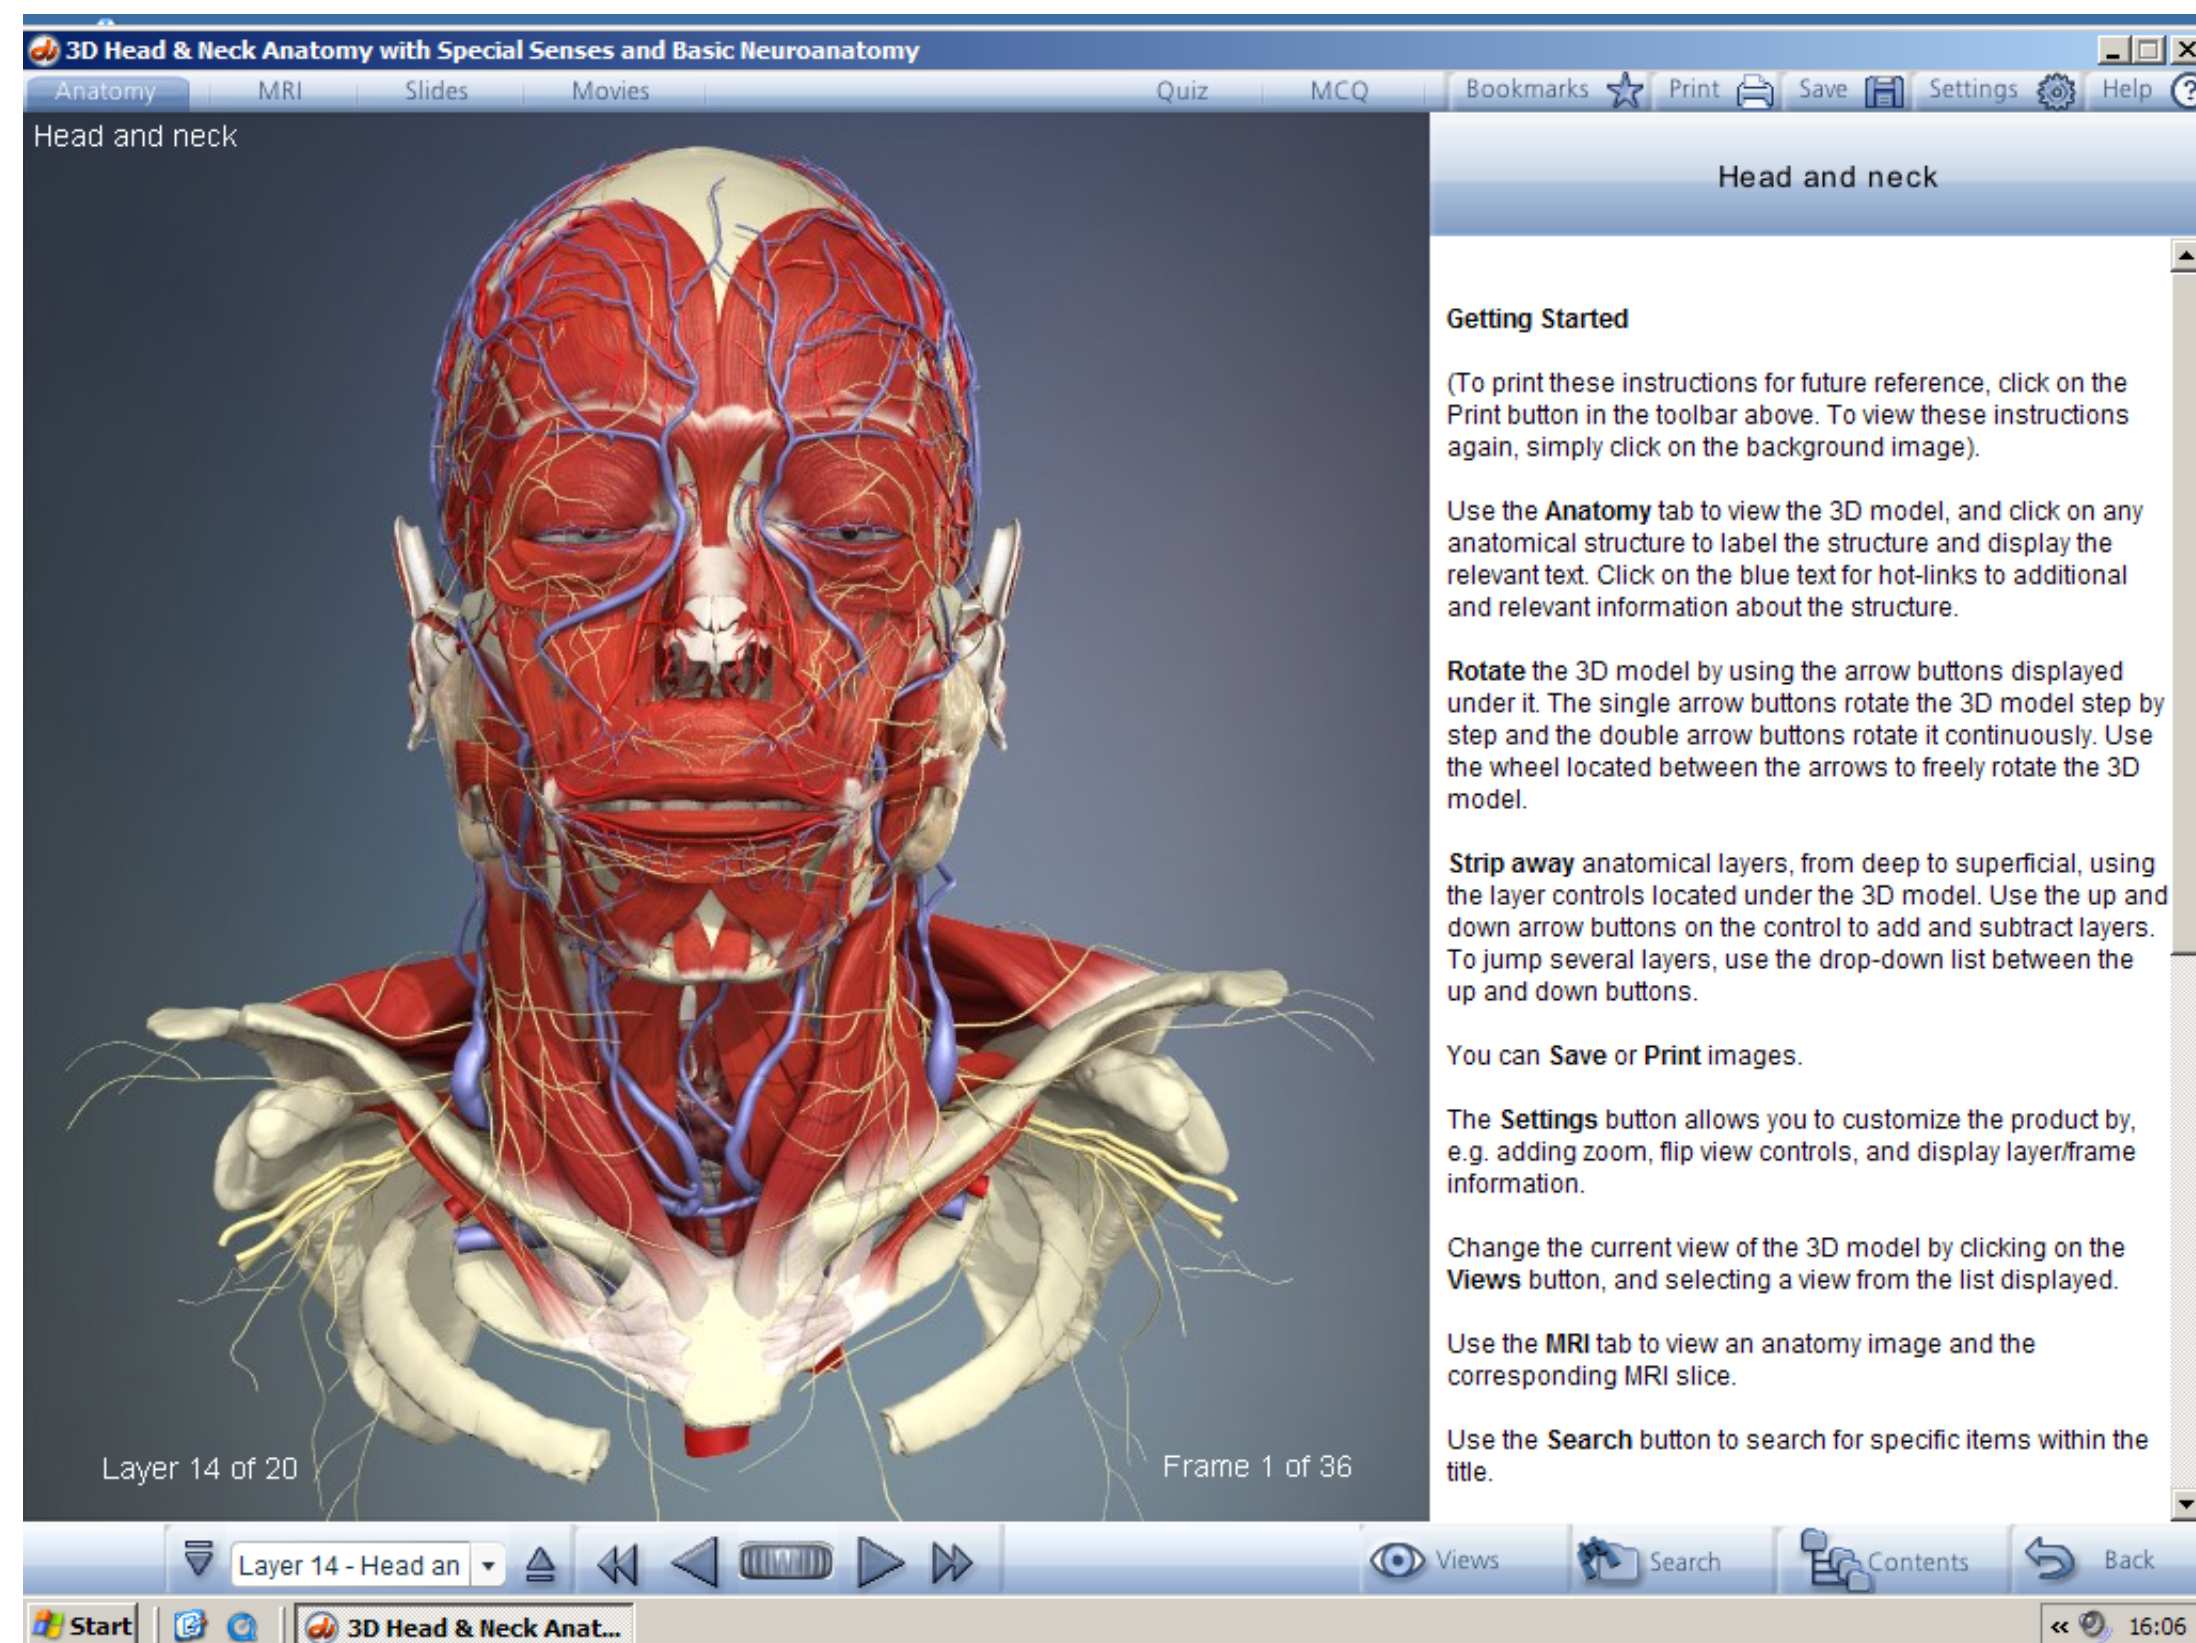 3D Head & Neck Anatomy with Special Senses and Basic Neuroanatomy
Anatomy MRI Slides Movies Quiz MCQ Bookmarks Print Save Settings Help
Head and neck
Head and neck
Getting Started
(To print these instructions for future reference, click on the
Print button in the toolbar above. To view these instructions
again, simply click on the background image).
Use the Anatomy tab to view the 3D model, and click on any
anatomical structure to label the structure and display the
relevant text. Click on the blue text for hot-links to additional
and relevant information about the structure.
Rotate the 3D model by using the arrow buttons displayed
under it. The single arrow buttons rotate the 3D model step by
step and the double arrow buttons rotate it continuously. Use
the wheel located between the arrows to freely rotate the 3D
model.
Strip away anatomical layers, from deep to superficial, using
the layer controls located under the 3D model. Use the up and
down arrow buttons on the control to add and subtract layers.
To jump several layers, use the drop-down list between the
up and down buttons.
You can Save or Print images.
The Settings button allows you to customize the product by,
e.g. adding zoom, flip view controls, and display layer/frame
information.
Change the current view of the 3D model by clicking on the
Views button, and selecting a view from the list displayed.
Use the MRI tab to view an anatomy image and the
corresponding MRI slice.
Use the Search button to search for specific items within the
title.
Layer 14 of 20
Frame 1 of 36
Layer 14 - Head an
Views Search Contents Back
Start
3D Head & Neck Anat...
16:06